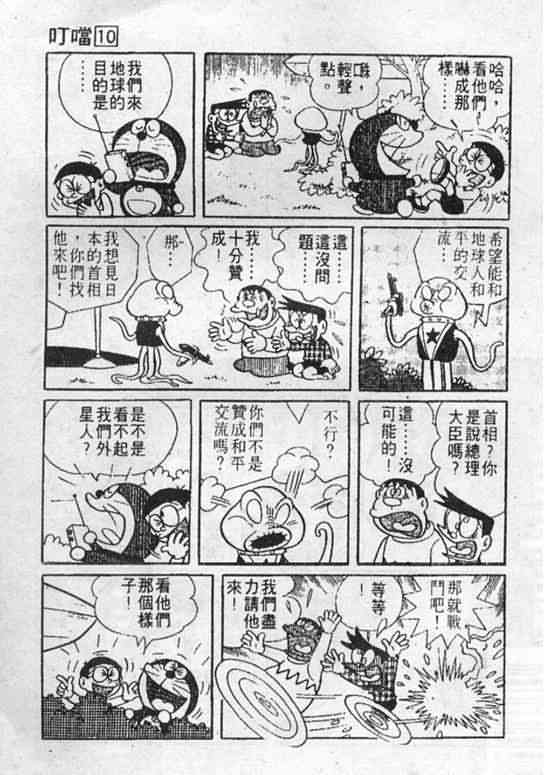 叮噹 10
哈哈，
看他們
嚇成那
樣……
輕聲
點。
我們來
地球的
目的是
……
希望能和
地球人和
平的交
流…
這…
這沒問
題…
我…
十分贊
成！
那…
我想見日
本的首相
，你們找
他來吧！
首相？你
是說總理
大臣嗎？
這……沒
可能的！
不行？
你們不是
贊成和平
交流嗎？
是不是
看不起
我們外
星人？
那就戰
鬥吧！
等等
！
我們盡
力請他
來！
看他們
那個樣
子！